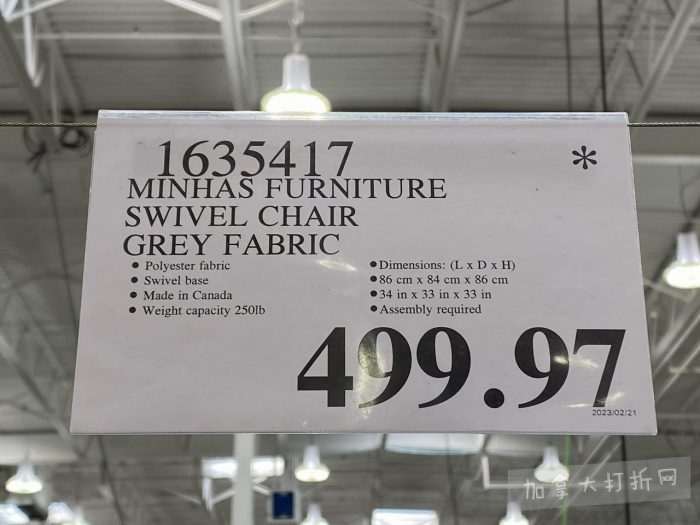 1635417
*
MINHAS FURNITURE
SWIVEL CHAIR
GREY FABRIC
• Polyester fabric
• Swivel base
• Made in Canada
• Weight capacity 250lb
• Dimensions: (L x D x H)
• 86 cm x 84 cm x 86 cm
• 34 in x 33 in x 33 in
• Assembly required
499.97
2023/02/21
加拿大打折网